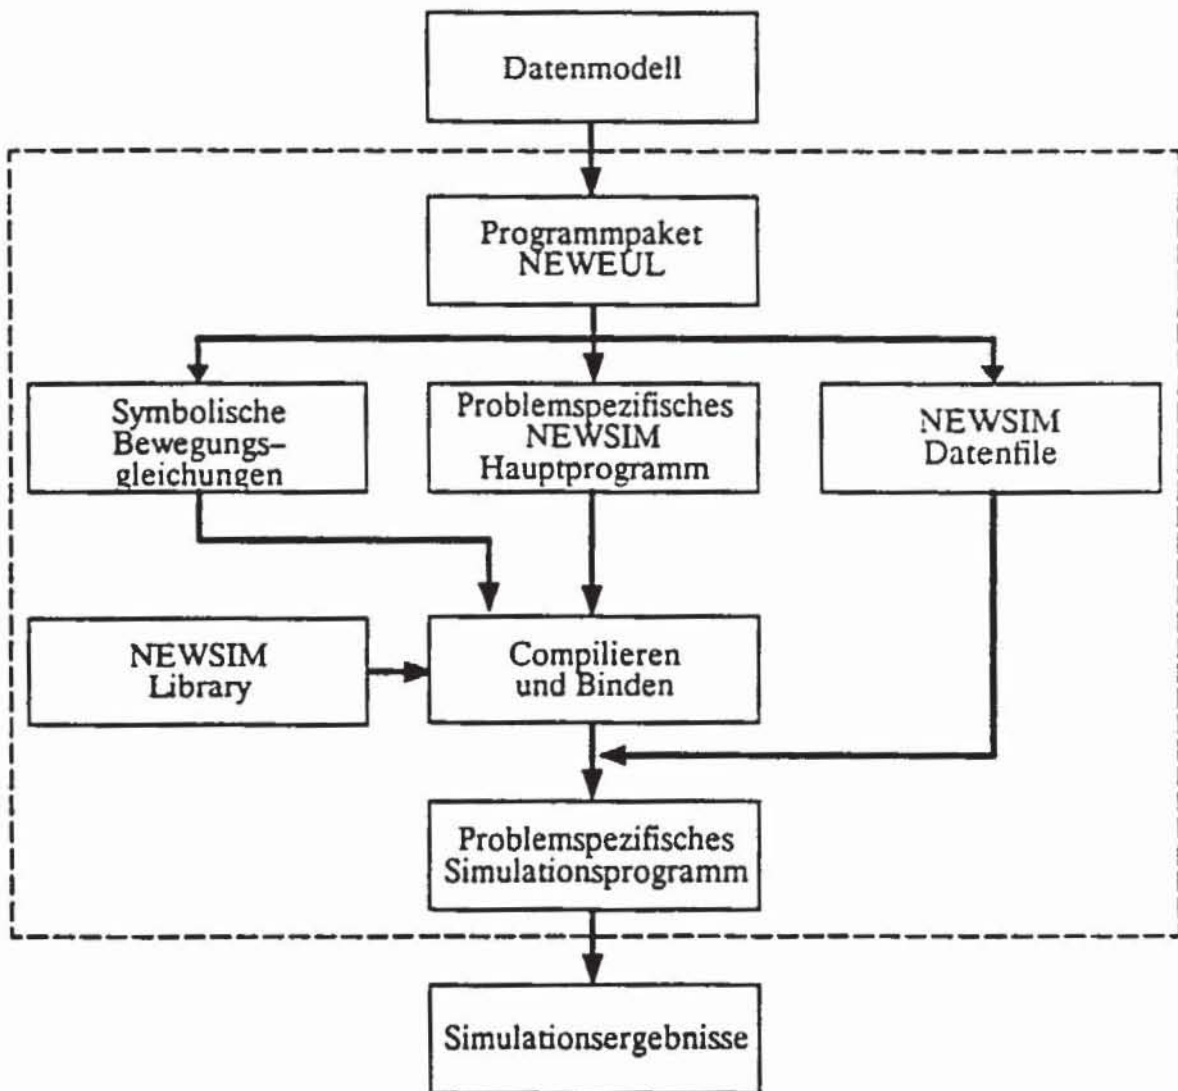 Datenmodell
Programmpaket
NEWEUL
Symbolische
Bewegungs-
gleichungen
Problemspezifisches
NEWSIM
Hauptprogramm
NEWSIM
Datenfile
NEWSIM
Library
Compilieren
und Binden
Problemspezifisches
Simulationsprogramm
Simulationsergebnisse